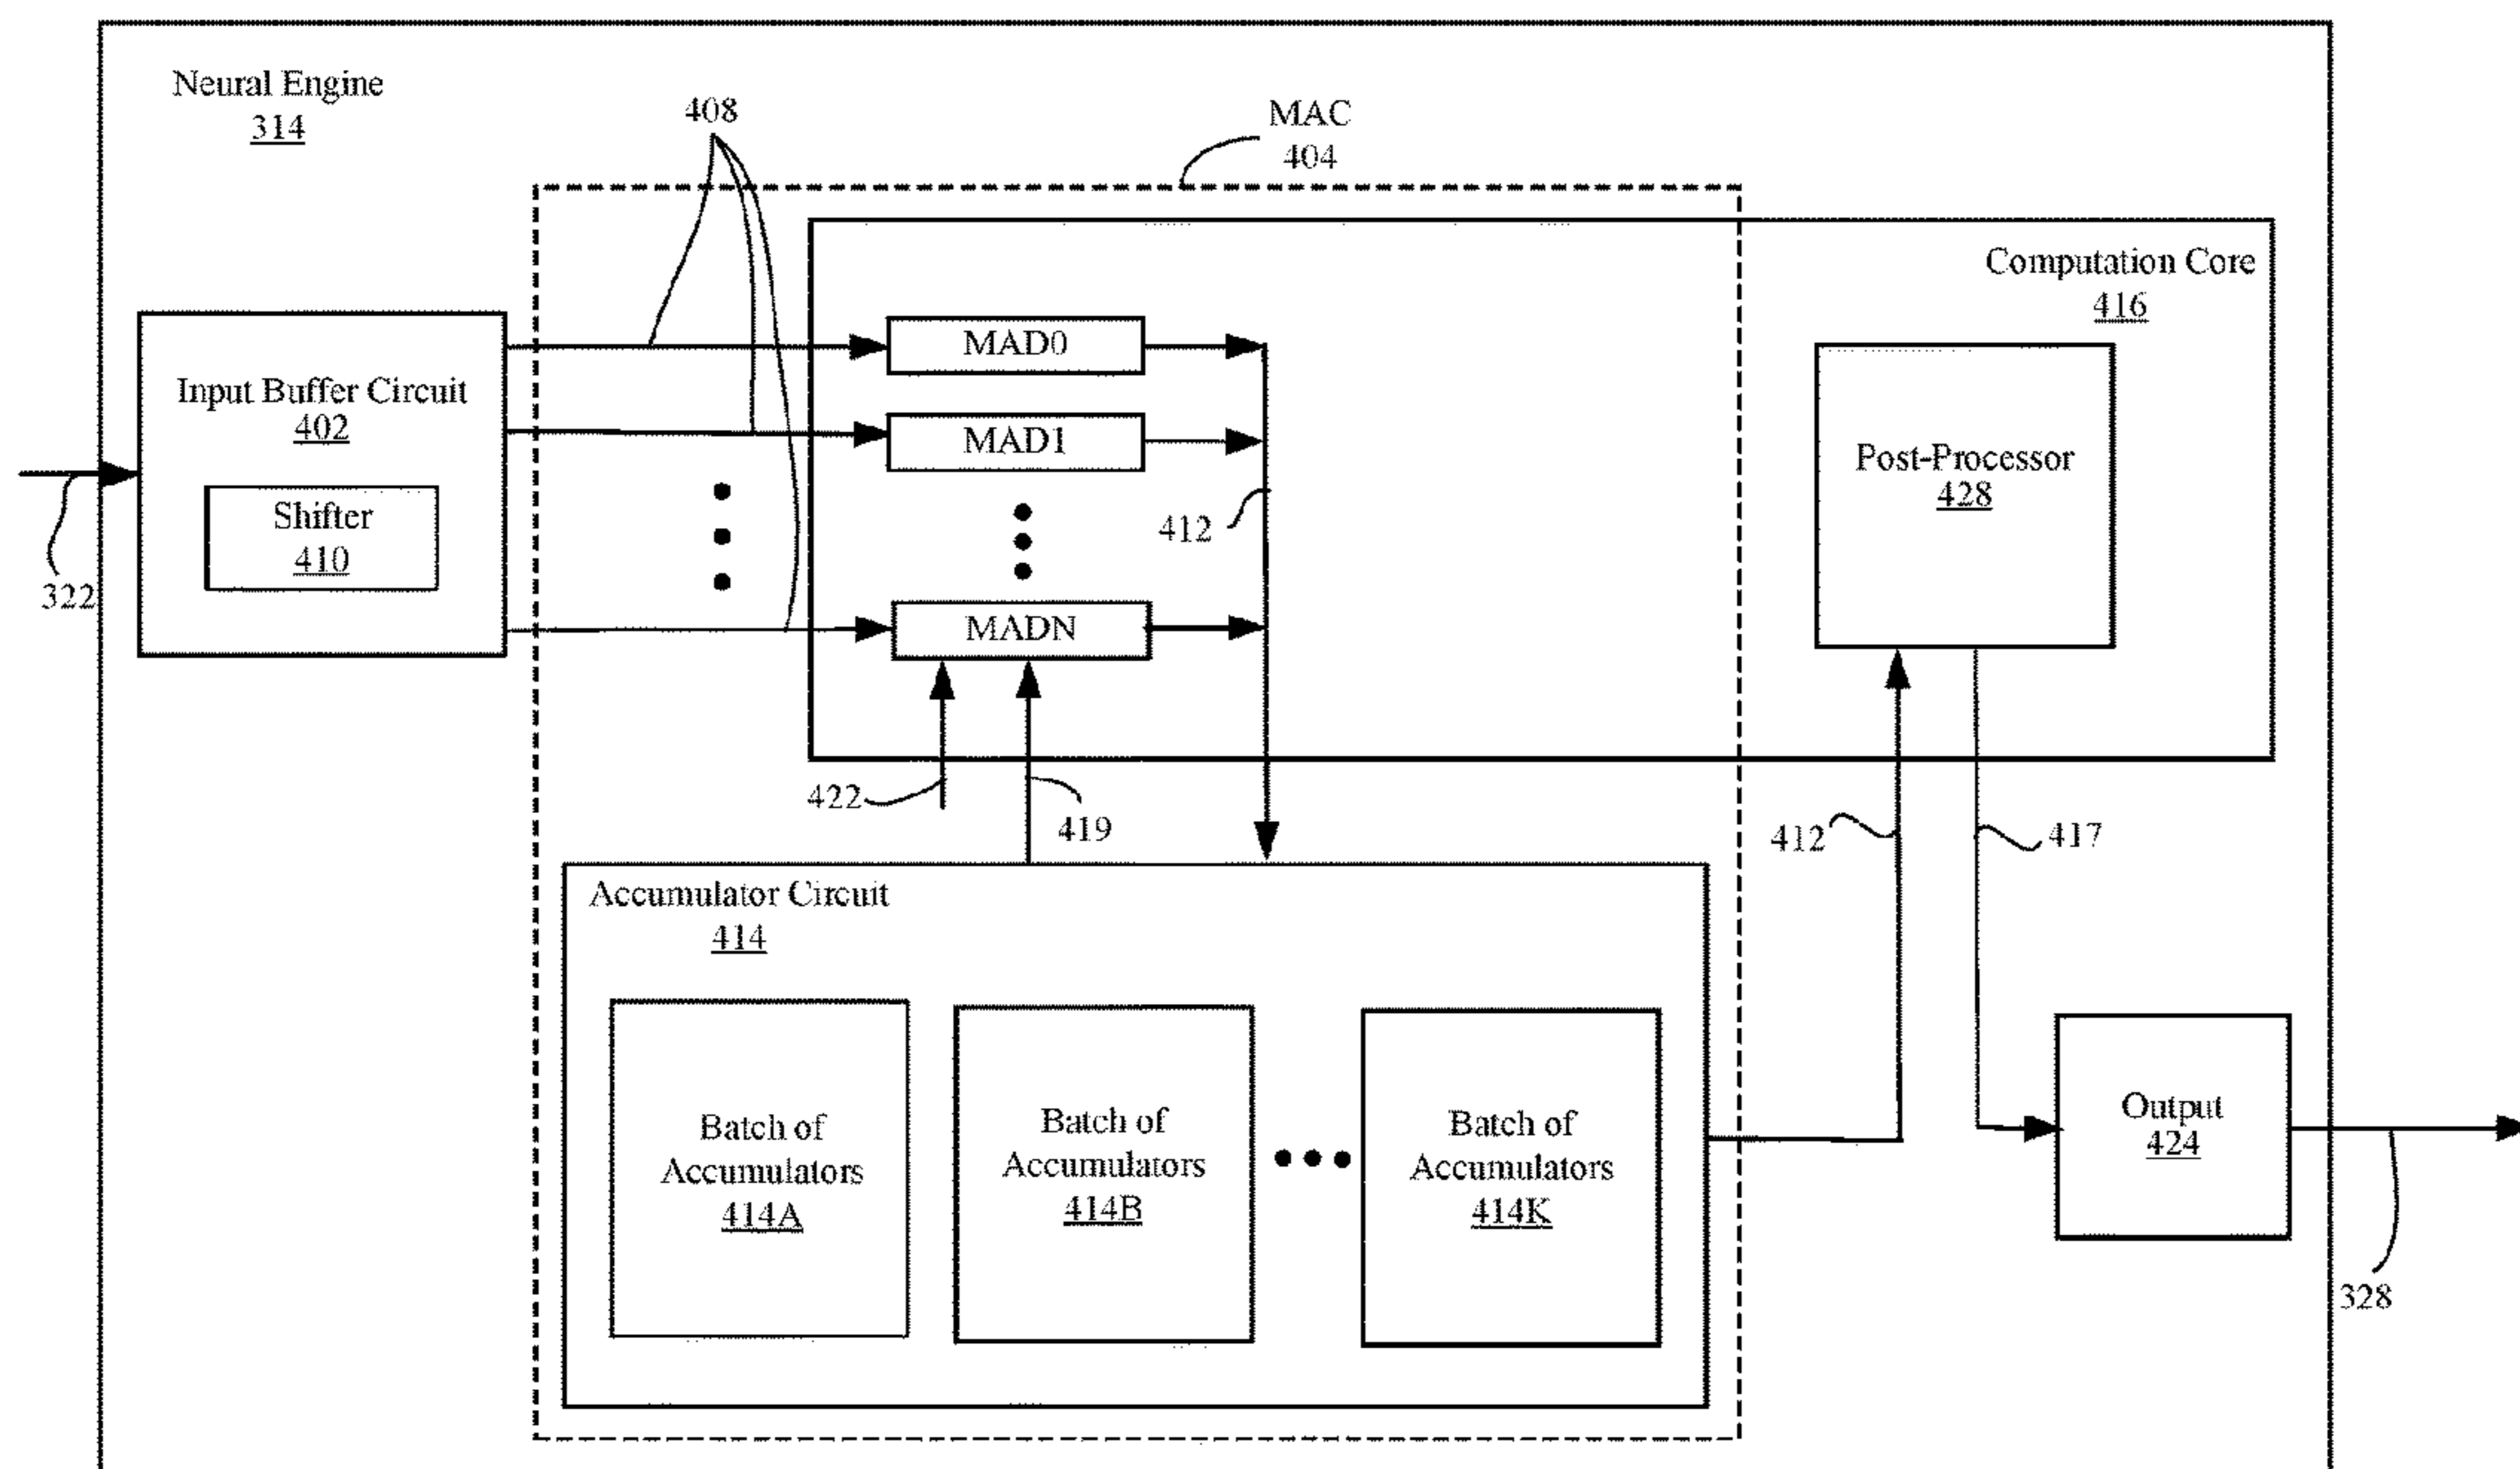 Neural Engine
314
408
MAC
404
Computation Core
416
Input Buffer Circuit
402
Shifter
410
322
MAD0
MAD1
MADN
412
Post-Processor
428
422
419
412
417
Accumulator Circuit
414
Batch of
Accumulators
414A
Batch of
Accumulators
414B
Batch of
Accumulators
414K
Output
424
328